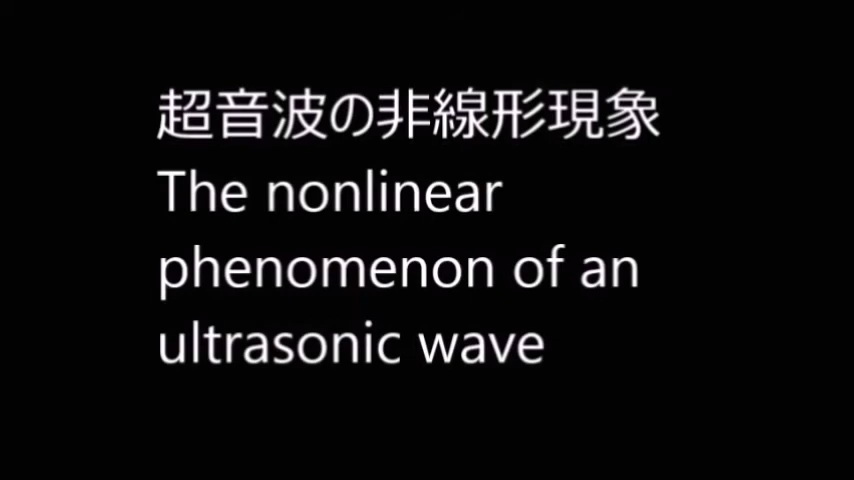 超音波の非線形現象
The nonlinear
phenomenon of an
ultrasonic wave